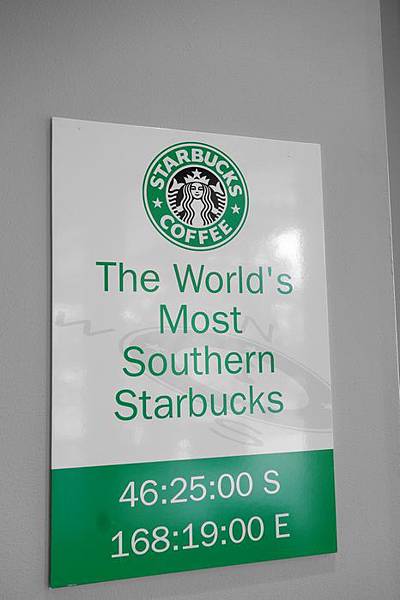 STARBUCKS
COFFEE
The World's
Most
Southern
Starbucks
W N
S
46:25:00 S
168:19:00 E